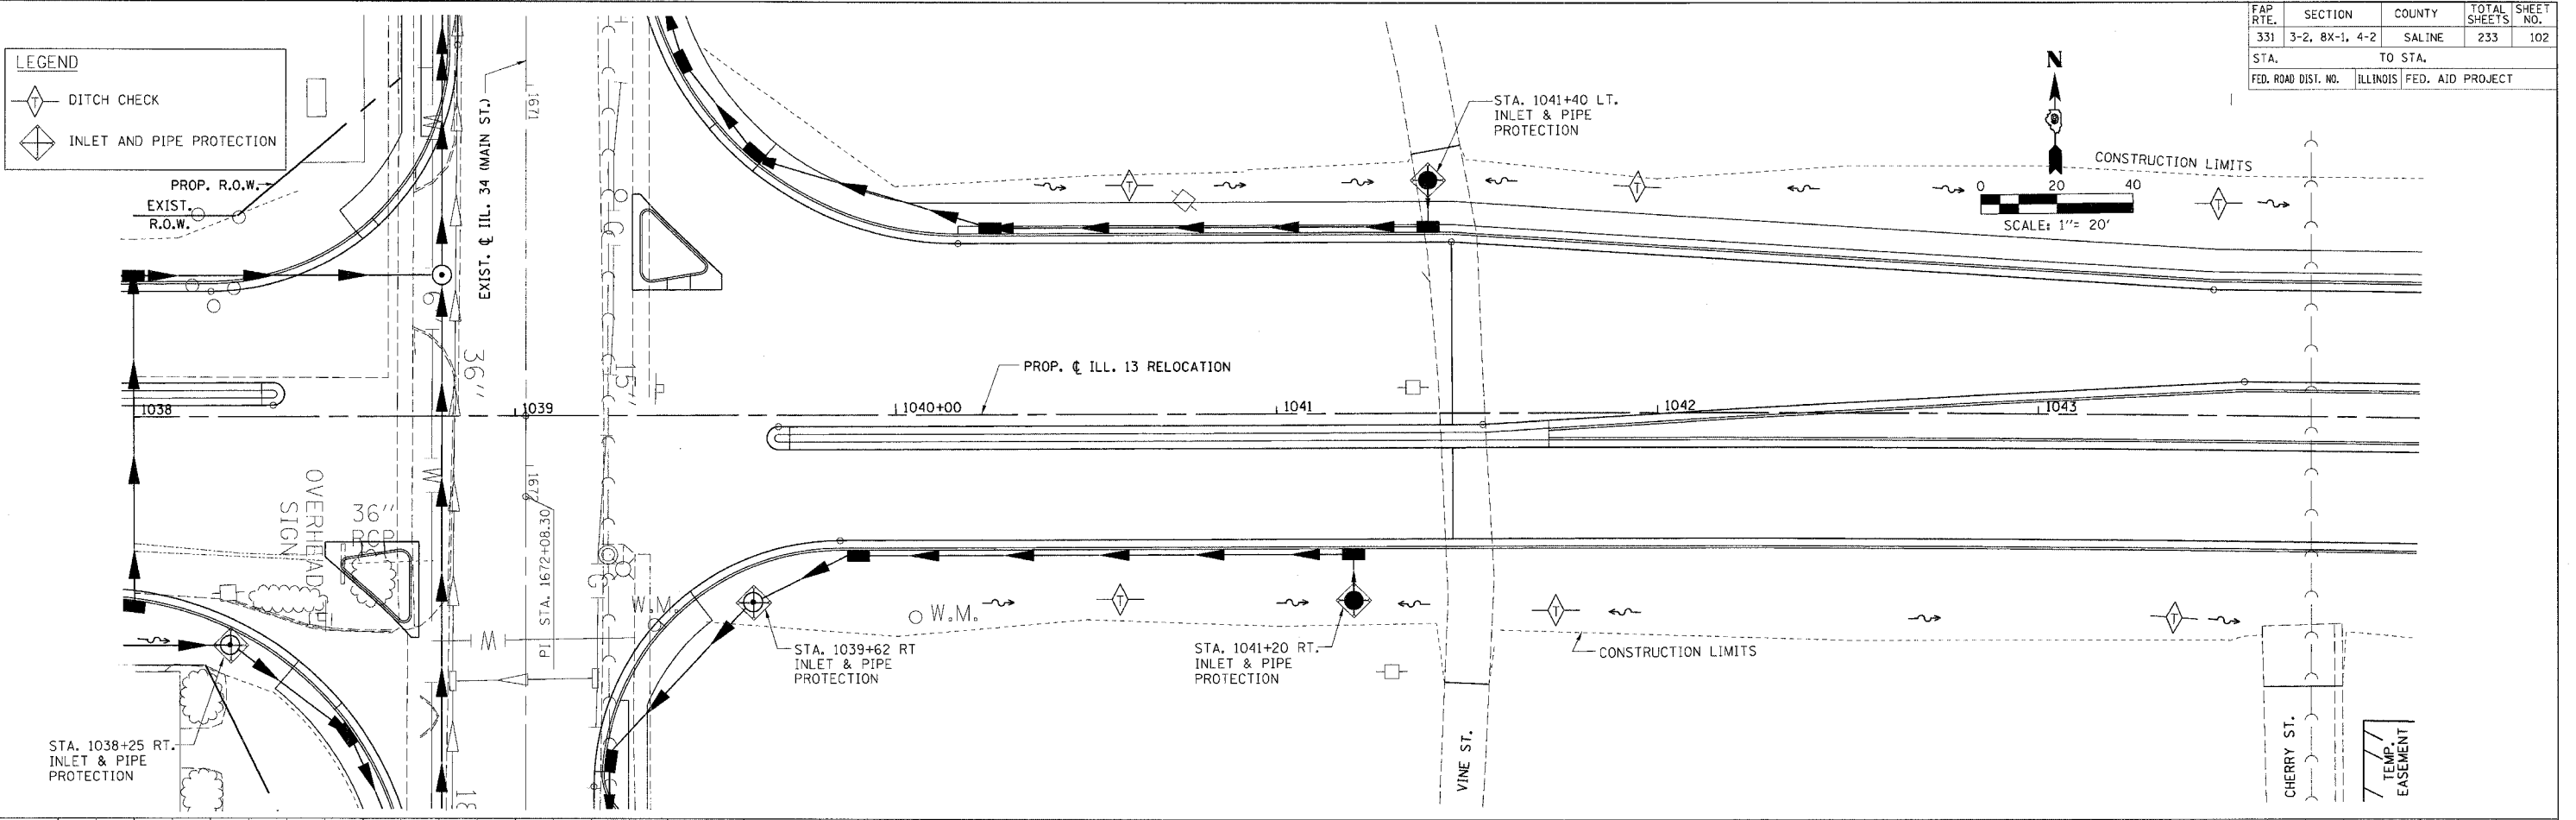 LEGEND
T DITCH CHECK
INLET AND PIPE PROTECTION
PROP. R.O.W.
EXIST.
R.O.W.
EXIST. ℄ ILL. 34 (MAIN ST.)
1671
W
6"
G
36"
15"
FAP RTE. SECTION COUNTY TOTAL SHEETS SHEET NO.
331 3-2, 8X-1, 4-2 SALINE 233 102
STA. TO STA.
FED. ROAD DIST. NO. ILLINOIS FED. AID PROJECT
N
STA. 1041+40 LT.
INLET & PIPE
PROTECTION
T
T
T
CONSTRUCTION LIMITS
0 20 40
SCALE: 1"= 20'
PROP. ℄ ILL. 13 RELOCATION
1038
1039
1040+00
1041
1042
1043
W
OVERHEAD
SIGN
36"
RCP
1672
PI STA. 1672+08.30
G
W.M.
W
W.M.
T
T
T
STA. 1039+62 RT
INLET & PIPE
PROTECTION
STA. 1041+20 RT.
INLET & PIPE
PROTECTION
CONSTRUCTION LIMITS
STA. 1038+25 RT.
INLET & PIPE
PROTECTION
VINE ST.
CHERRY ST.
TEMP.
EASEMENT